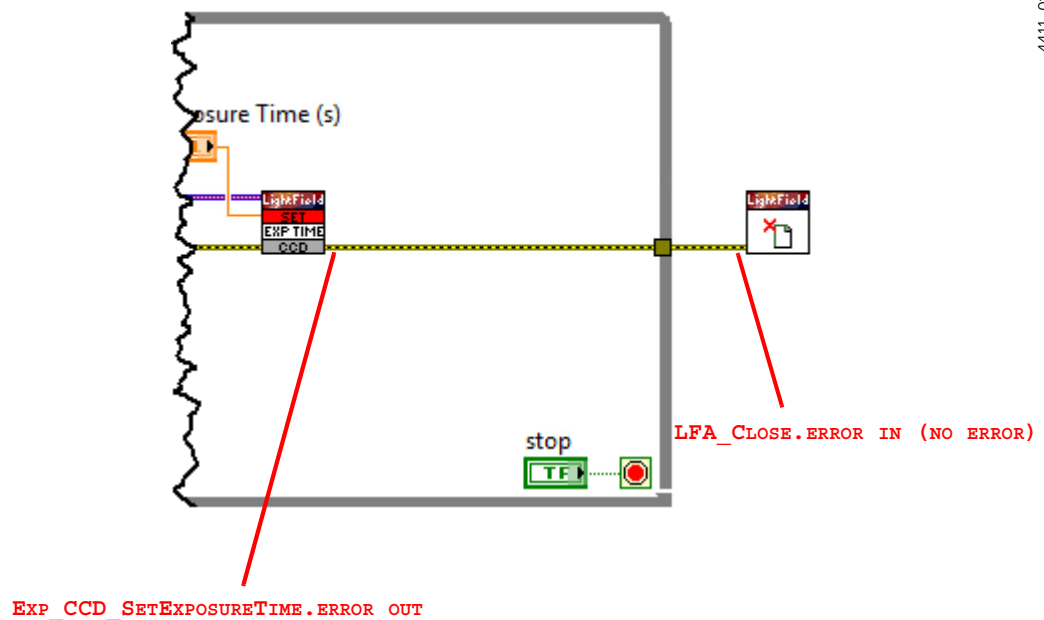 osure Time (s)
LightField
SET
EXP TIME
CCD
LightField
LFA_CLOSE.ERROR IN (NO ERROR)
stop
TF
EXP_CCD_SETEXPOSURETIME.ERROR OUT